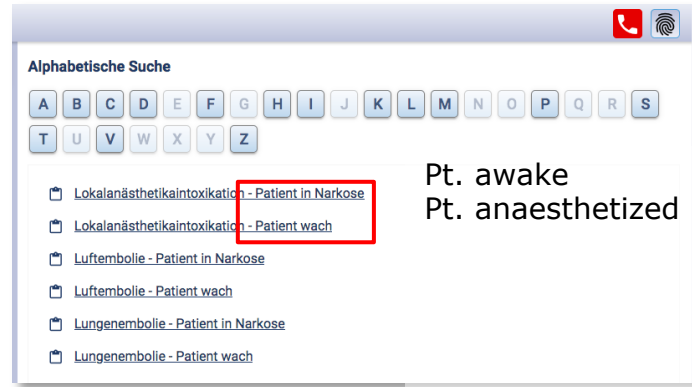 Alphabetische Suche
A B C D E F G H I J K L M N O P Q R S
T U V W X Y Z
Lokalanästhetikaintoxikation - Patient in Narkose
Lokalanästhetikaintoxikation - Patient wach
Luftembolie - Patient in Narkose
Luftembolie - Patient wach
Lungenembolie - Patient in Narkose
Lungenembolie - Patient wach
Pt. awake
Pt. anaesthetized